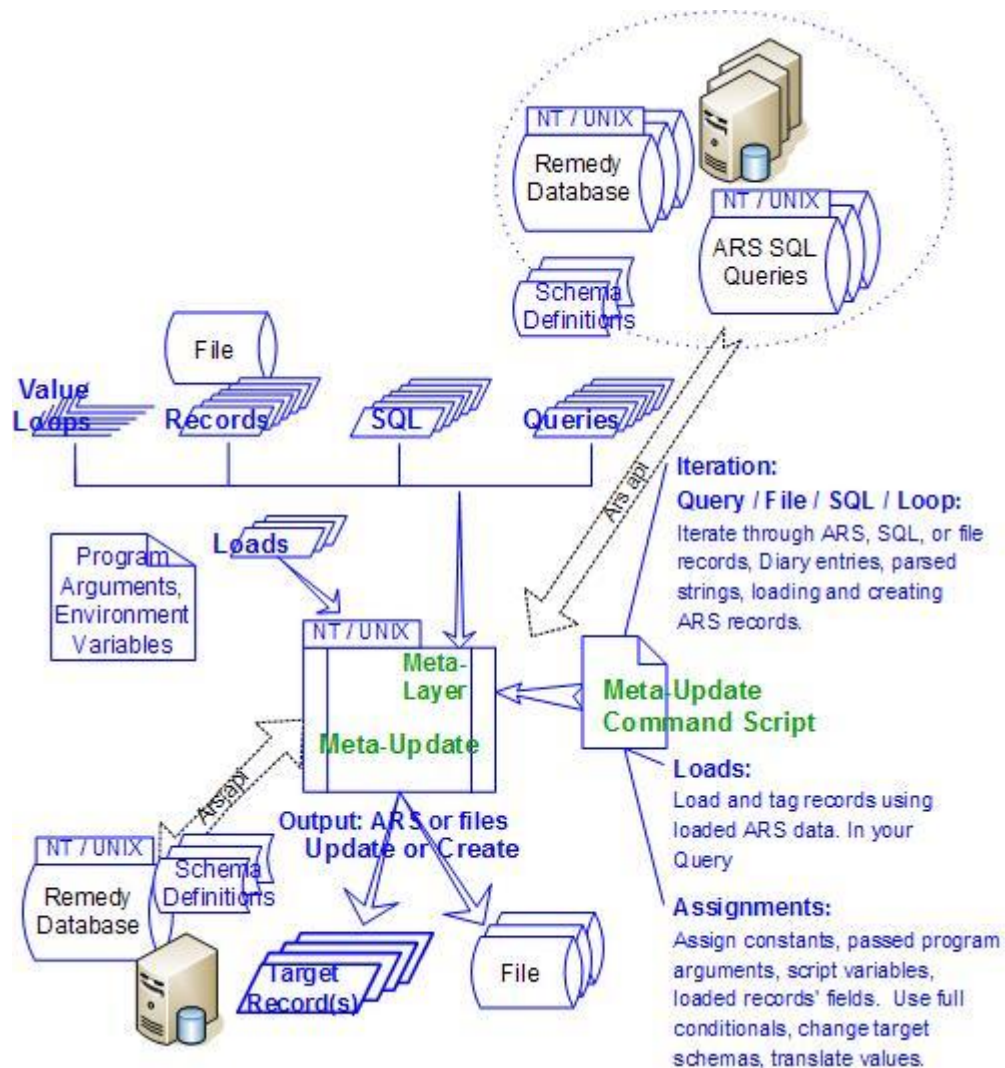 NT / UNIX
Remedy
Database
NT / UNIX
ARS SQL
Queries
Schema
Definitions
File
Value
Loops
Records
SQL
Queries
Ars api
Loads
Program
Arguments,
Environment
Variables
NT / UNIX
Meta-
Layer
Meta-Update
Meta-Update
Command Script
Iteration:
Query / File / SQL / Loop:
Iterate through ARS, SQL, or file
records, Diary entries, parsed
strings, loading and creating
ARS records.
Loads:
Load and tag records using
loaded ARS data. In your
Query
Assignments:
Assign constants, passed program
arguments, script variables,
loaded records' fields. Use full
conditionals, change target
schemas, translate values.
Ars api
Output: ARS or files
Update or Create
NT / UNIX
Remedy
Database
Schema
Definitions
Target
Record(s)
File